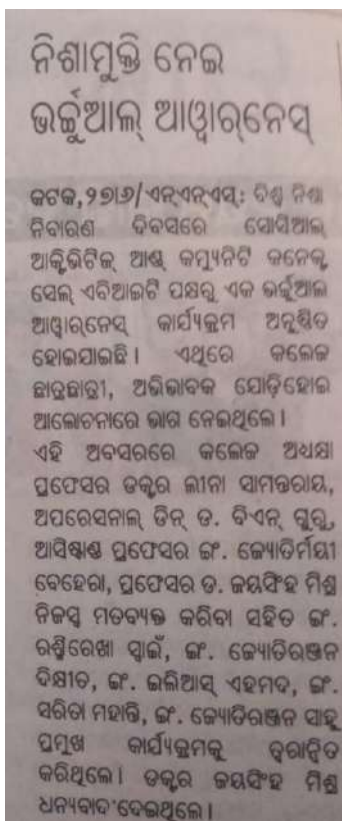 ନିଶାମୁକ୍ତି ନେଇ
ଭର୍ଚ୍ଚୁଆଲ୍ ଆୱାର୍‌ନେସ୍
କଟକ,୨୭।୬/ଏନ୍ଏନ୍ଏସ୍: ବିଶ୍ୱ ନିଶା
ନିବାରଣ ଦିବସରେ ସୋସିଆଲ୍
ଆକ୍ଟିଭିଟିଜ୍ ଆଣ୍ଡ କମ୍ୟୁନିଟି କନେକ୍ଟ
ସେଲ୍ ଏବିଆଇଟି ପକ୍ଷରୁ ଏକ ଭର୍ଚ୍ଚୁଆଲ
ଆୱାର୍‌ନେସ୍ କାର୍ଯ୍ୟକ୍ରମ ଅନୁଷ୍ଠିତ
ହୋଇଯାଇଛି। ଏଥିରେ କଲେଜ
ଛାତ୍ରଛାତ୍ରୀ, ଅଭିଭାବକ ଯୋଡ଼ିହୋଇ
ଆଲୋଚନାରେ ଭାଗ ନେଇଥିଲେ।
ଏହି ଅବସରରେ କଲେଜ ଅଧ୍ୟକ୍ଷା
ପ୍ରଫେସର ଡକ୍ଟର ଲୀନା ସାମନ୍ତରାୟ,
ଅପରେସନାଲ୍ ଡିନ୍ ଡ. ବିଏନ୍ ଗୁରୁ,
ଆସିଷ୍ଟାଣ୍ଟ ପ୍ରଫେସର ଇଂ. ଜ୍ୟୋତିର୍ମୟୀ
ବେହେରା, ପ୍ରଫେସର ଡ. ଜୟସିଂହ ମିଶ୍ର
ନିଜସ୍ୱ ମତବ୍ୟକ୍ତ କରିବା ସହିତ ଇଂ.
ରଶ୍ମିରେଖା ସ୍ୱାଇଁ, ଇଂ. ଜ୍ୟୋତିରଞ୍ଜନ
ଦିକ୍ଷୀତ, ଇଂ. ଇଲିଆସ୍ ଏହମଦ, ଇଂ.
ସରିତା ମହାନ୍ତି, ଇଂ. ଜ୍ୟୋତିରଞ୍ଜନ ସାହୁ
ପ୍ରମୁଖ କାର୍ଯ୍ୟକ୍ରମକୁ ତ୍ୱରାନ୍ୱିତ
କରିଥିଲେ। ଡକ୍ଟର ଜୟସିଂହ ମିଶ୍ର
ଧନ୍ୟବାଦ ଦେଇଥିଲେ।